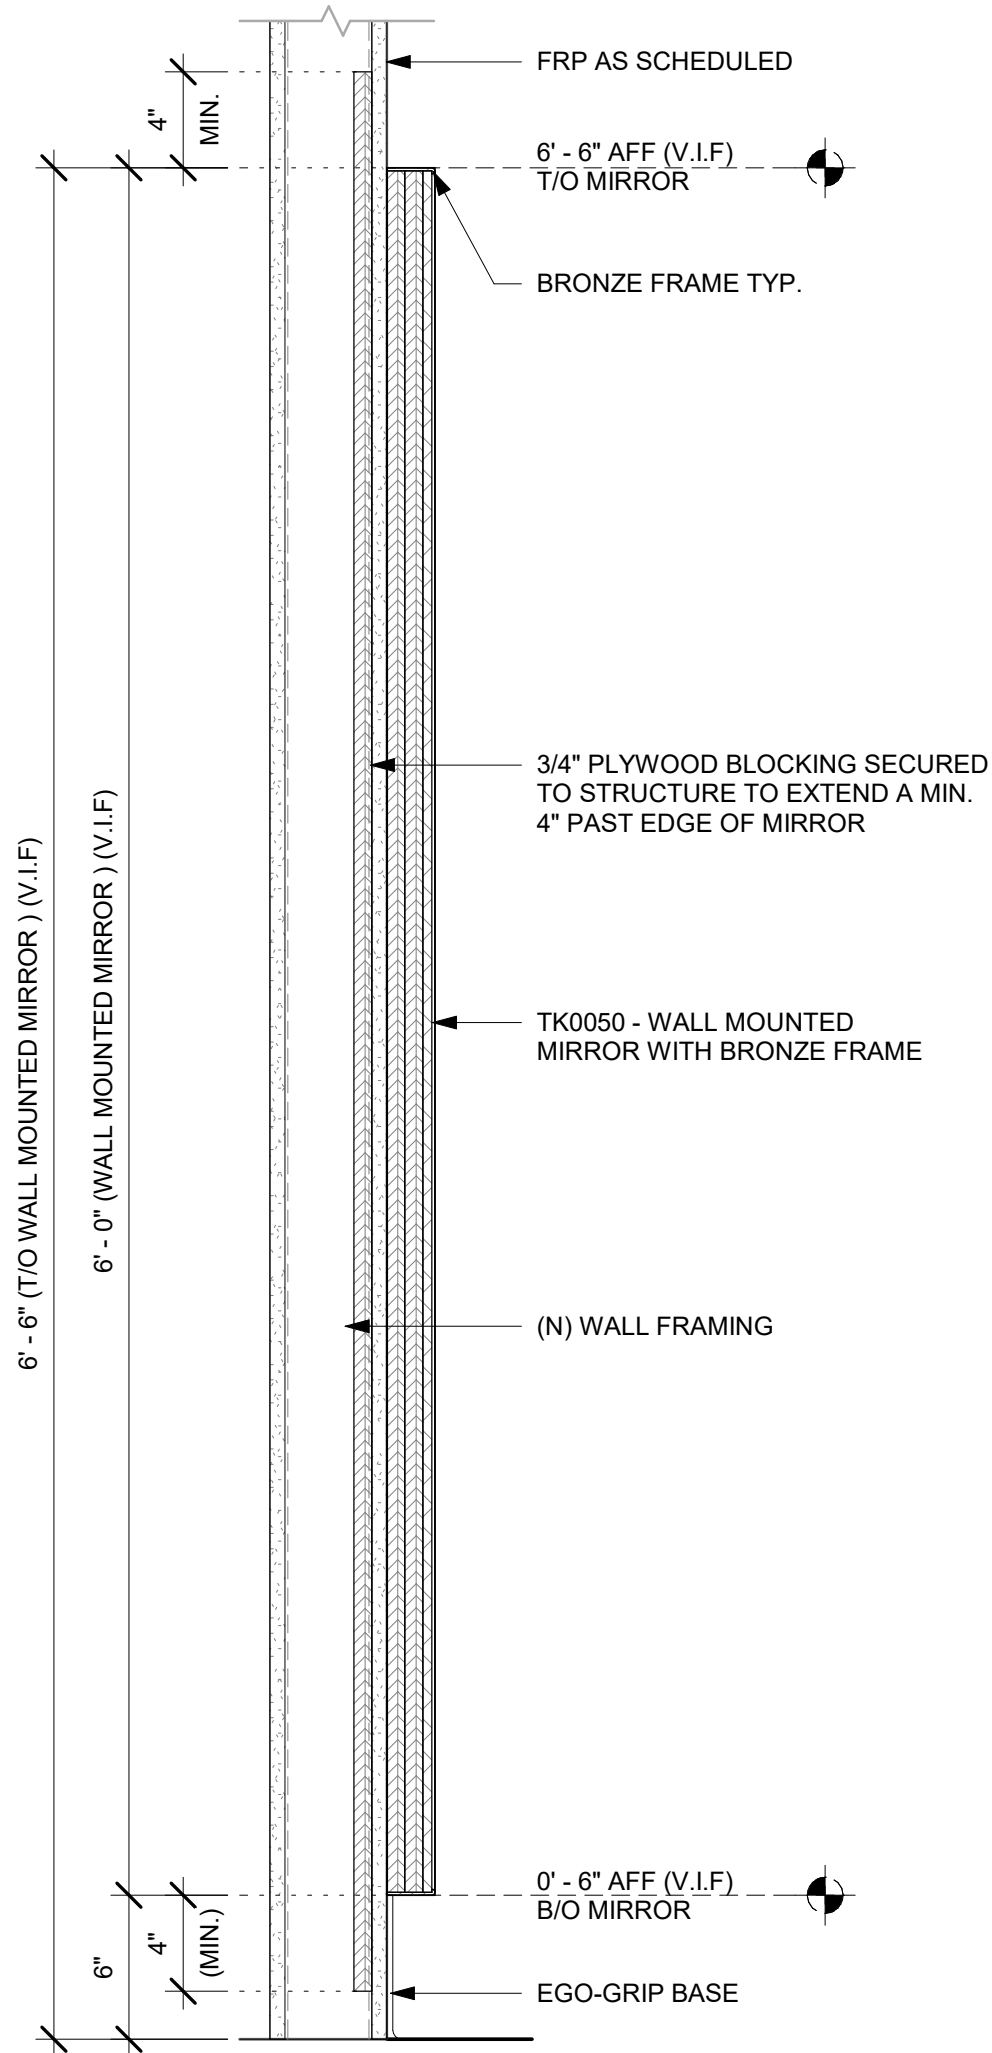 FRP AS SCHEDULED
4"
MIN.
6' - 6" AFF (V.I.F)
T/O MIRROR
BRONZE FRAME TYP.
3/4" PLYWOOD BLOCKING SECURED
TO STRUCTURE TO EXTEND A MIN.
4" PAST EDGE OF MIRROR
6' - 6" (T/O WALL MOUNTED MIRROR ) (V.I.F)
6' - 0" (WALL MOUNTED MIRROR ) (V.I.F)
TK0050 - WALL MOUNTED
MIRROR WITH BRONZE FRAME
(N) WALL FRAMING
0' - 6" AFF (V.I.F)
B/O MIRROR
6"
4"
(MIN.)
EGO-GRIP BASE